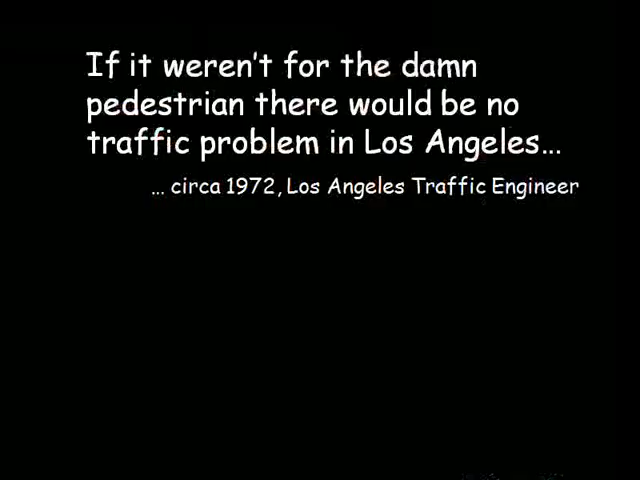 If it weren't for the damn
pedestrian there would be no
traffic problem in Los Angeles...
... circa 1972, Los Angeles Traffic Engineer